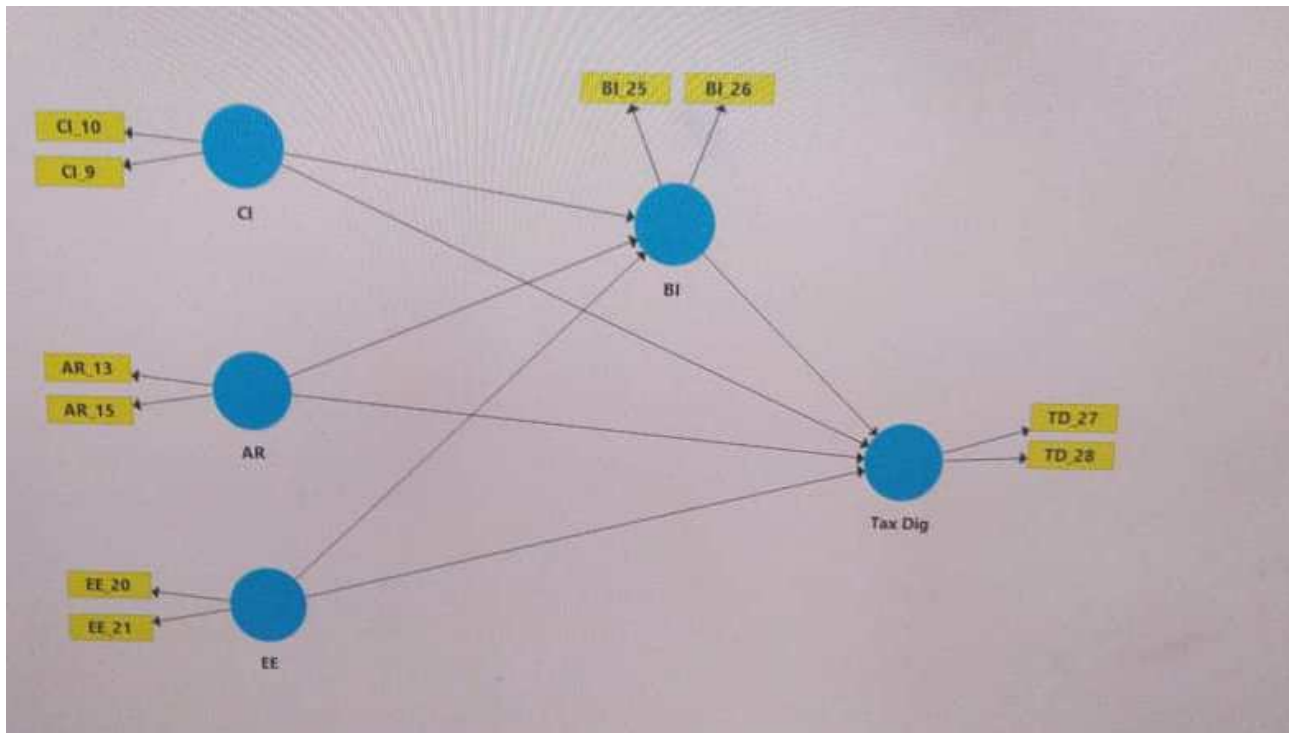 BI_25
BI_26
CI_10
CI_9
CI
BI
AR_13
AR_15
AR
TD_27
TD_28
Tax Dig
EE_20
EE_21
EE